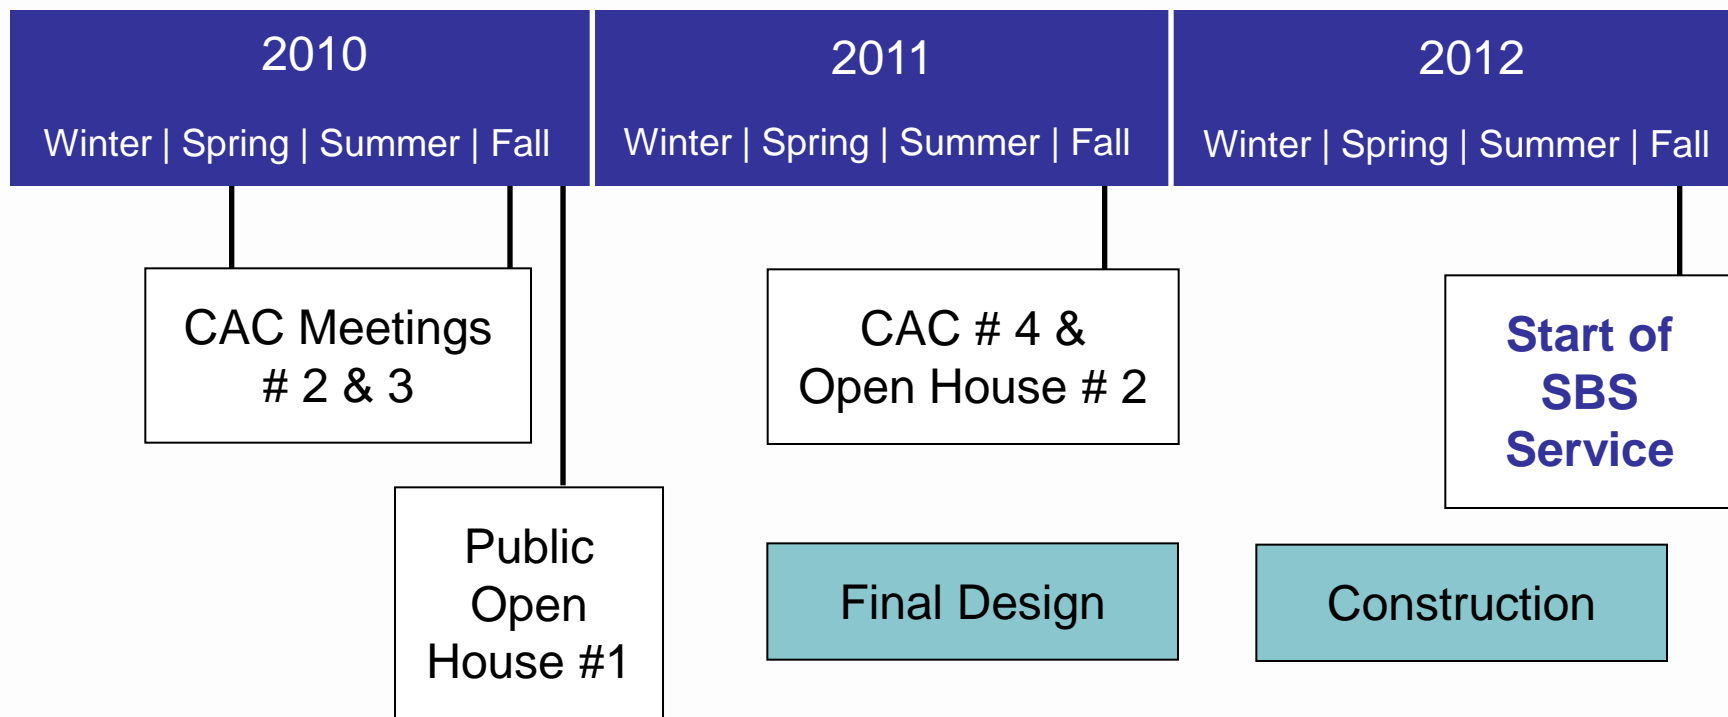 2010
Winter | Spring | Summer | Fall
2011
Winter | Spring | Summer | Fall
2012
Winter | Spring | Summer | Fall
CAC Meetings
# 2 & 3
Public
Open
House #1
CAC # 4 &
Open House # 2
Final Design
Start of
SBS
Service
Construction